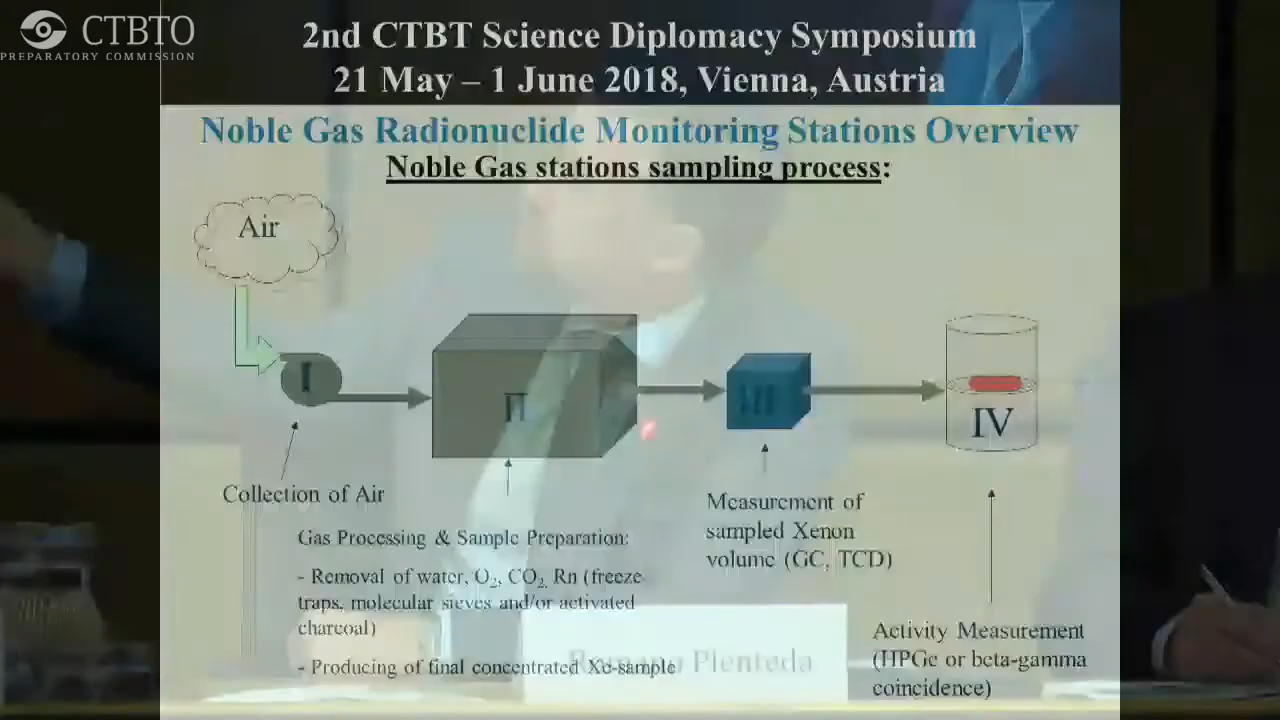 CTBTO
PREPARATORY COMMISSION
2nd CTBT Science Diplomacy Symposium
21 May – 1 June 2018, Vienna, Austria
Noble Gas Radionuclide Monitoring Stations Overview
Noble Gas stations sampling process:
Air
I
II
III
IV
Collection of Air
Gas Processing & Sample Preparation:
- Removal of water, O₂, CO₂, Rn (freeze
traps, molecular sieves and/or activated
charcoal)
- Producing of final concentrated Xe-sample
Measurement of
sampled Xenon
volume (GC, TCD)
Activity Measurement
(HPGe or beta-gamma
coincidence)
Plenteda